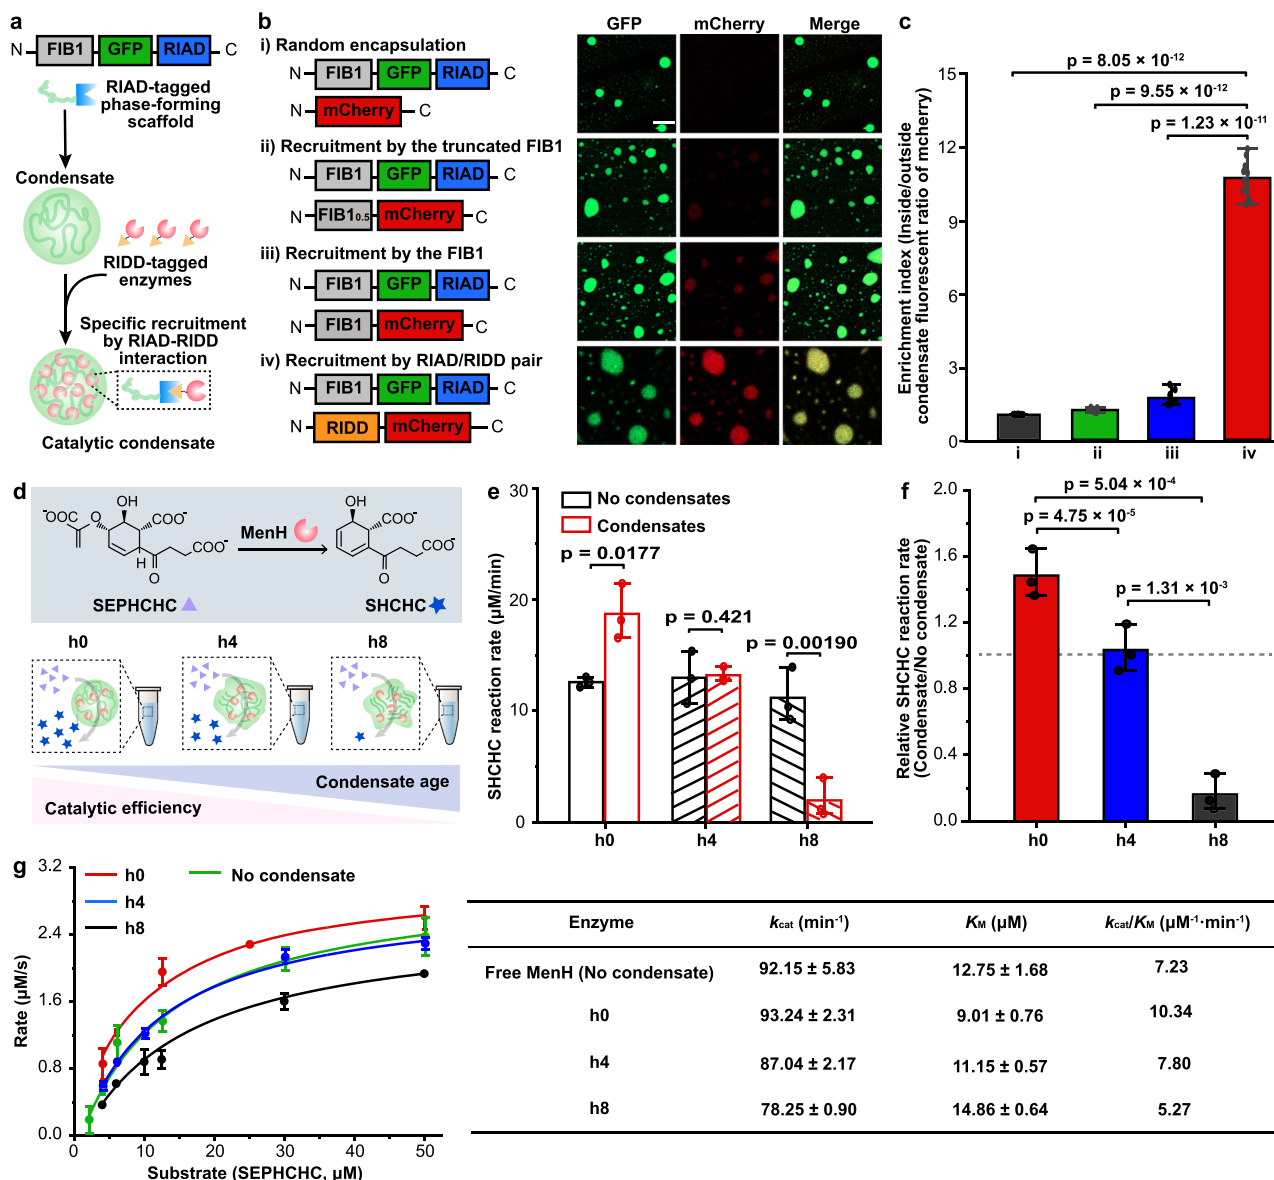 a
N FIB1 GFP RIAD C
RIAD-tagged
phase-forming
scaffold
Condensate
RIDD-tagged
enzymes
Specific recruitment
by RIAD-RIDD
interaction
Catalytic condensate
b
i) Random encapsulation
N FIB1 GFP RIAD C
N mCherry C
ii) Recruitment by the truncated FIB1
N FIB1 GFP RIAD C
N FIB10.5 mCherry C
iii) Recruitment by the FIB1
N FIB1 GFP RIAD C
N FIB1 mCherry C
iv) Recruitment by RIAD/RIDD pair
N FIB1 GFP RIAD C
N RIDD mCherry C
GFP mCherry Merge
c
Enrichment index (Inside/outside
condensate fluorescent ratio of mcherry)
15
12
9
6
3
0
p = 8.05 × 10-12
p = 9.55 × 10-12
p = 1.23 × 10-11
i ii iii iv
d
-OOC O OH COO-
H O COO-
SEPHCHC
MenH
OH COO-
O COO-
SHCHC
h0 h4 h8
Condensate age
Catalytic efficiency
e
SHCHC reaction rate (μM/min)
30
20
10
0
No condensates
Condensates
p = 0.0177
p = 0.421
p = 0.00190
h0 h4 h8
f
Relative SHCHC reaction rate
(Condensate/No condensate)
2.0
1.6
1.2
0.8
0.4
0.0
p = 5.04 × 10-4
p = 4.75 × 10-5
p = 1.31 × 10-3
h0 h4 h8
g
Rate (μM/s)
3.2
2.4
1.6
0.8
0.0
h0 No condensate
h4
h8
0 10 20 30 40 50
Substrate (SEPHCHC, μM)
Enzyme kcat (min-1) KM (μM) kcat/KM (μM-1·min-1)
Free MenH (No condensate) 92.15 ± 5.83 12.75 ± 1.68 7.23
h0 93.24 ± 2.31 9.01 ± 0.76 10.34
h4 87.04 ± 2.17 11.15 ± 0.57 7.80
h8 78.25 ± 0.90 14.86 ± 0.64 5.27